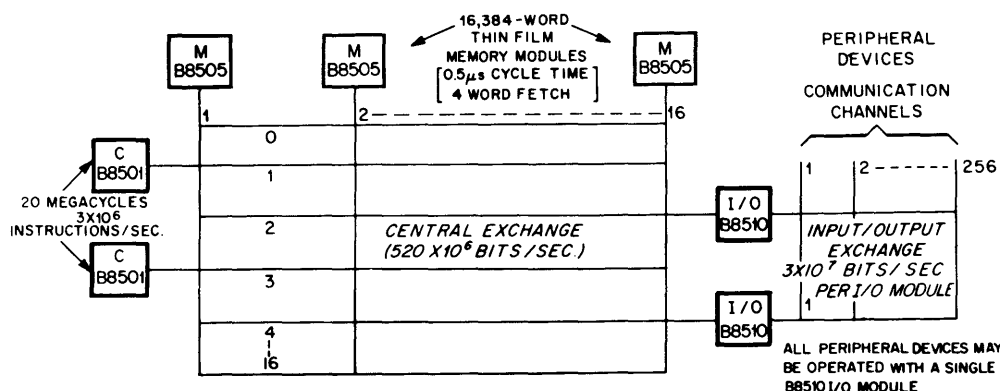 16,384-WORD
THIN FILM
MEMORY MODULES
[0.5μs CYCLE TIME
4 WORD FETCH]
M
B8505
M
B8505
M
B8505
PERIPHERAL
DEVICES
COMMUNICATION
CHANNELS
1
2
16
0
C
B8501
1
1
2
256
20 MEGACYCLES
3X10⁶
INSTRUCTIONS/SEC.
2
CENTRAL EXCHANGE
(520 X10⁶ BITS/SEC.)
I/O
B8510
INPUT/OUTPUT
EXCHANGE
3X10⁷ BITS/SEC
PER I/O MODULE
C
B8501
3
I/O
B8510
1
4
16
ALL PERIPHERAL DEVICES MAY
BE OPERATED WITH A SINGLE
B8510 I/O MODULE